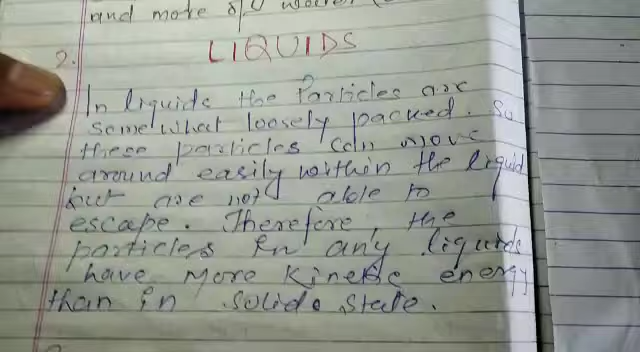 and more
2.
LIQUIDS
In liquids the Particles are
somewhat loosely packed. So
these particles can move
around easily within the liquid
but are not able to
escape. Therefore, the
particles in any liquids
have more kinetic energy
than in solids state.